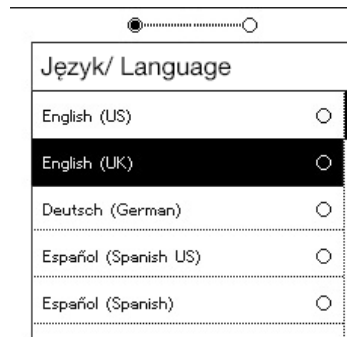 Język/ Language
English (US)
English (UK)
Deutsch (German)
Español (Spanish US)
Español (Spanish)